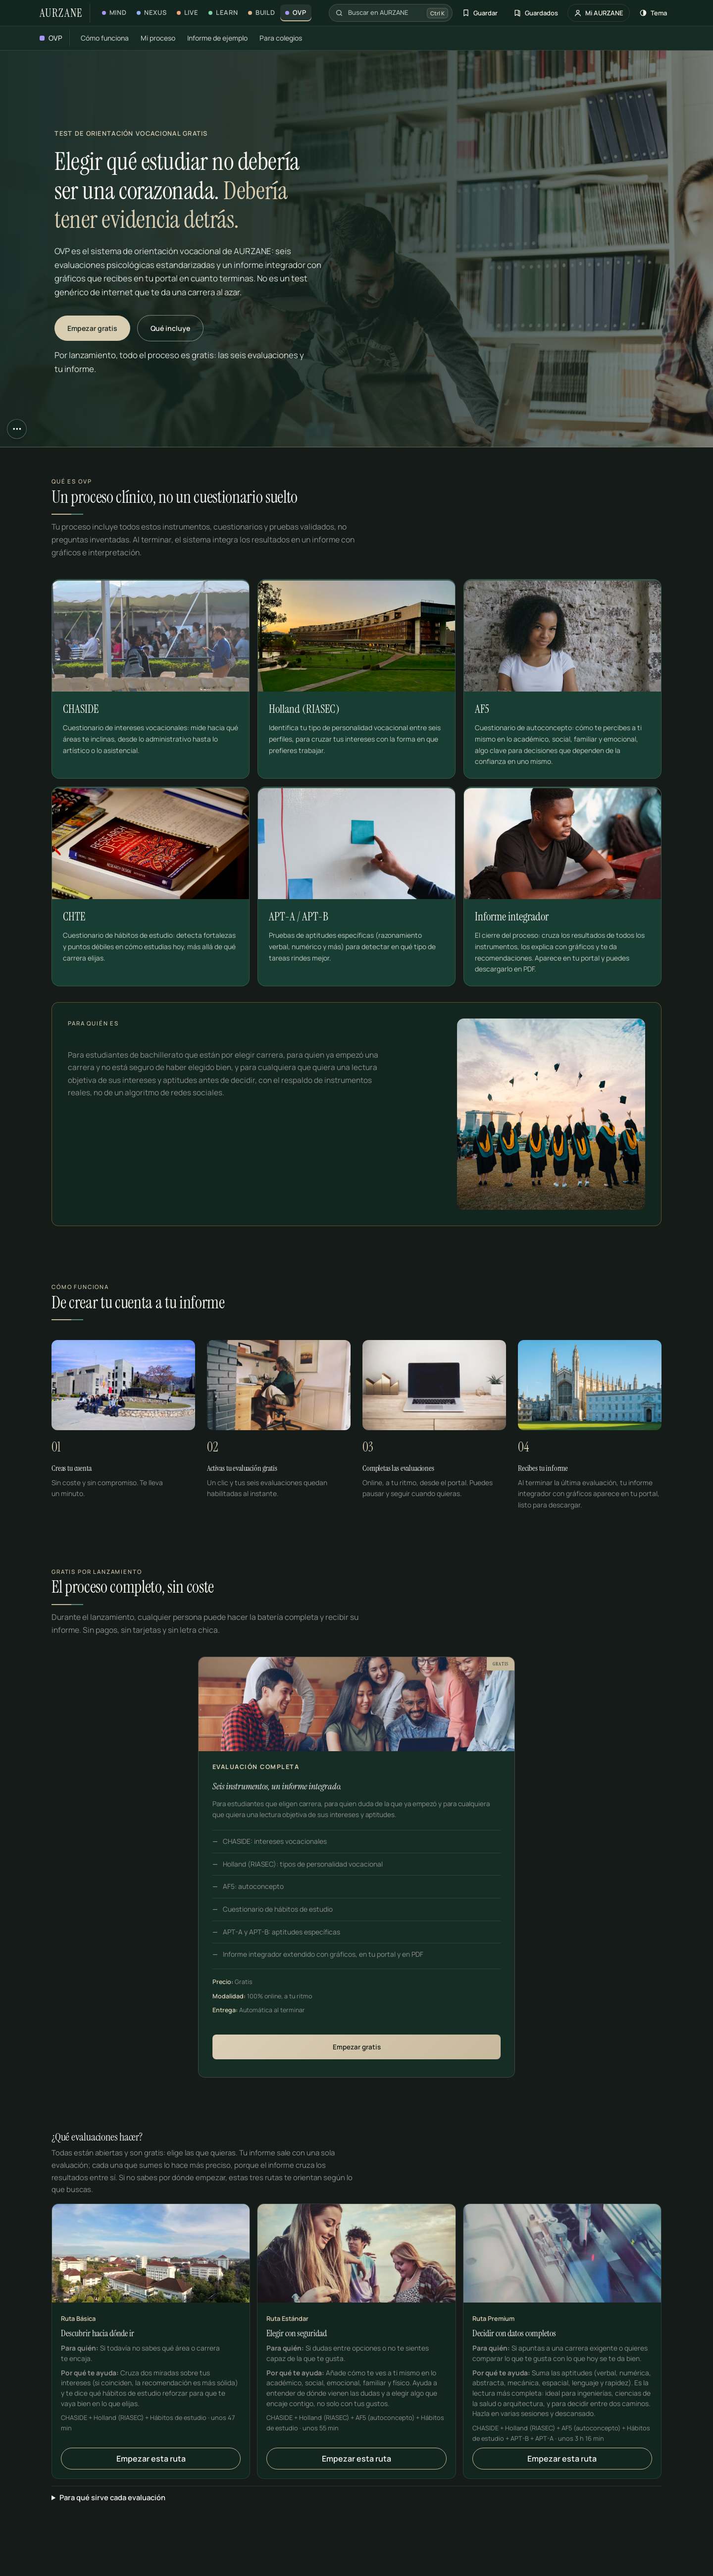 AURZANE
MIND
NEXUS
LIVE
LEARN
BUILD
OVP
Buscar en AURZANE
Ctrl K
Guardar
Guardados
Mi AURZANE
Tema
OVP
Cómo funciona
Mi proceso
Informe de ejemplo
Para colegios
TEST DE ORIENTACIÓN VOCACIONAL GRATIS
Elegir qué estudiar no debería
ser una corazonada. Debería
tener evidencia detrás.
OVP es el sistema de orientación vocacional de AURZANE: seis
evaluaciones psicológicas estandarizadas y un informe integrador con
gráficos que recibes en tu portal en cuanto terminas. No es un test
genérico de internet que te da una carrera al azar.
Empezar gratis
Qué incluye
Por lanzamiento, todo el proceso es gratis: las seis evaluaciones y
tu informe.
QUÉ ES OVP
Un proceso clínico, no un cuestionario suelto
Tu proceso incluye todos estos instrumentos, cuestionarios y pruebas validados, no
preguntas inventadas. Al terminar, el sistema integra los resultados en un informe con
gráficos e interpretación.
CHASIDE
Cuestionario de intereses vocacionales: mide hacia qué
áreas te inclinas, desde lo administrativo hasta lo
artístico o lo asistencial.
Holland (RIASEC)
Identifica tu tipo de personalidad vocacional entre seis
perfiles, para cruzar tus intereses con la forma en que
prefieres trabajar.
AF5
Cuestionario de autoconcepto: cómo te percibes a ti
mismo en lo académico, social, familiar y emocional,
algo clave para decisiones que dependen de la
confianza en uno mismo.
RESEARCH
DESIGN
CHTE
Cuestionario de hábitos de estudio: detecta fortalezas
y puntos débiles en cómo estudias hoy, más allá de qué
carrera elijas.
APT-A / APT-B
Pruebas de aptitudes específicas (razonamiento
verbal, numérico y más) para detectar en qué tipo de
tareas rindes mejor.
Informe integrador
El cierre del proceso: cruza los resultados de todos los
instrumentos, los explica con gráficos y te da
recomendaciones. Aparece en tu portal y puedes
descargarlo en PDF.
PARA QUIÉN ES
Para estudiantes de bachillerato que están por elegir carrera, para quien ya empezó una
carrera y no está seguro de haber elegido bien, y para cualquiera que quiera una lectura
objetiva de sus intereses y aptitudes antes de decidir, con el respaldo de instrumentos
reales, no de un algoritmo de redes sociales.
CÓMO FUNCIONA
De crear tu cuenta a tu informe
01
Creas tu cuenta
Sin coste y sin compromiso. Te lleva
un minuto.
02
Activas tu evaluación gratis
Un clic y tus seis evaluaciones quedan
habilitadas al instante.
03
Completas las evaluaciones
Online, a tu ritmo, desde el portal. Puedes
pausar y seguir cuando quieras.
04
Recibes tu informe
Al terminar la última evaluación, tu informe
integrador con gráficos aparece en tu portal,
listo para descargar.
GRATIS POR LANZAMIENTO
El proceso completo, sin coste
Durante el lanzamiento, cualquier persona puede hacer la batería completa y recibir su
informe. Sin pagos, sin tarjetas y sin letra chica.
GRATIS
EVALUACIÓN COMPLETA
Seis instrumentos, un informe integrado.
Para estudiantes que eligen carrera, para quien duda de la que ya empezó y para cualquiera
que quiera una lectura objetiva de sus intereses y aptitudes.
— CHASIDE: intereses vocacionales
— Holland (RIASEC): tipos de personalidad vocacional
— AF5: autoconcepto
— Cuestionario de hábitos de estudio
— APT-A y APT-B: aptitudes específicas
— Informe integrador extendido con gráficos, en tu portal y en PDF
Precio: Gratis
Modalidad: 100% online, a tu ritmo
Entrega: Automática al terminar
Empezar gratis
¿Qué evaluaciones hacer?
Todas están abiertas y son gratis: elige las que quieras. Tu informe sale con una sola
evaluación; cada una que sumes lo hace más preciso, porque el informe cruza los
resultados entre sí. Si no sabes por dónde empezar, estas tres rutas te orientan según lo
que buscas.
Ruta Básica
Descubrir hacia dónde ir
Para quién: Si todavía no sabes qué área o carrera
te encaja.
Por qué te ayuda: Cruza dos miradas sobre tus
intereses (si coinciden, la recomendación es más sólida)
y te dice qué hábitos de estudio reforzar para que te
vaya bien en lo que elijas.
CHASIDE + Holland (RIASEC) + Hábitos de estudio · unos 47
min
Empezar esta ruta
Ruta Estándar
Elegir con seguridad
Para quién: Si dudas entre opciones o no te sientes
capaz de la que te gusta.
Por qué te ayuda: Añade cómo te ves a ti mismo en lo
académico, social, emocional, familiar y físico. Ayuda a
entender de dónde vienen las dudas y a elegir algo que
encaje contigo, no solo con tus gustos.
CHASIDE + Holland (RIASEC) + AF5 (autoconcepto) + Hábitos
de estudio · unos 55 min
Empezar esta ruta
Ruta Premium
Decidir con datos completos
Para quién: Si apuntas a una carrera exigente o quieres
comparar lo que te gusta con lo que hoy se te da bien.
Por qué te ayuda: Suma las aptitudes (verbal, numérica,
abstracta, mecánica, espacial, lenguaje y rapidez). Es la
lectura más completa: ideal para ingenierías, ciencias de
la salud o arquitectura, y para decidir entre dos caminos.
Hazla en varias sesiones y descansado.
CHASIDE + Holland (RIASEC) + AF5 (autoconcepto) + Hábitos
de estudio + APT-B + APT-A · unos 3 h 16 min
Empezar esta ruta
Para qué sirve cada evaluación